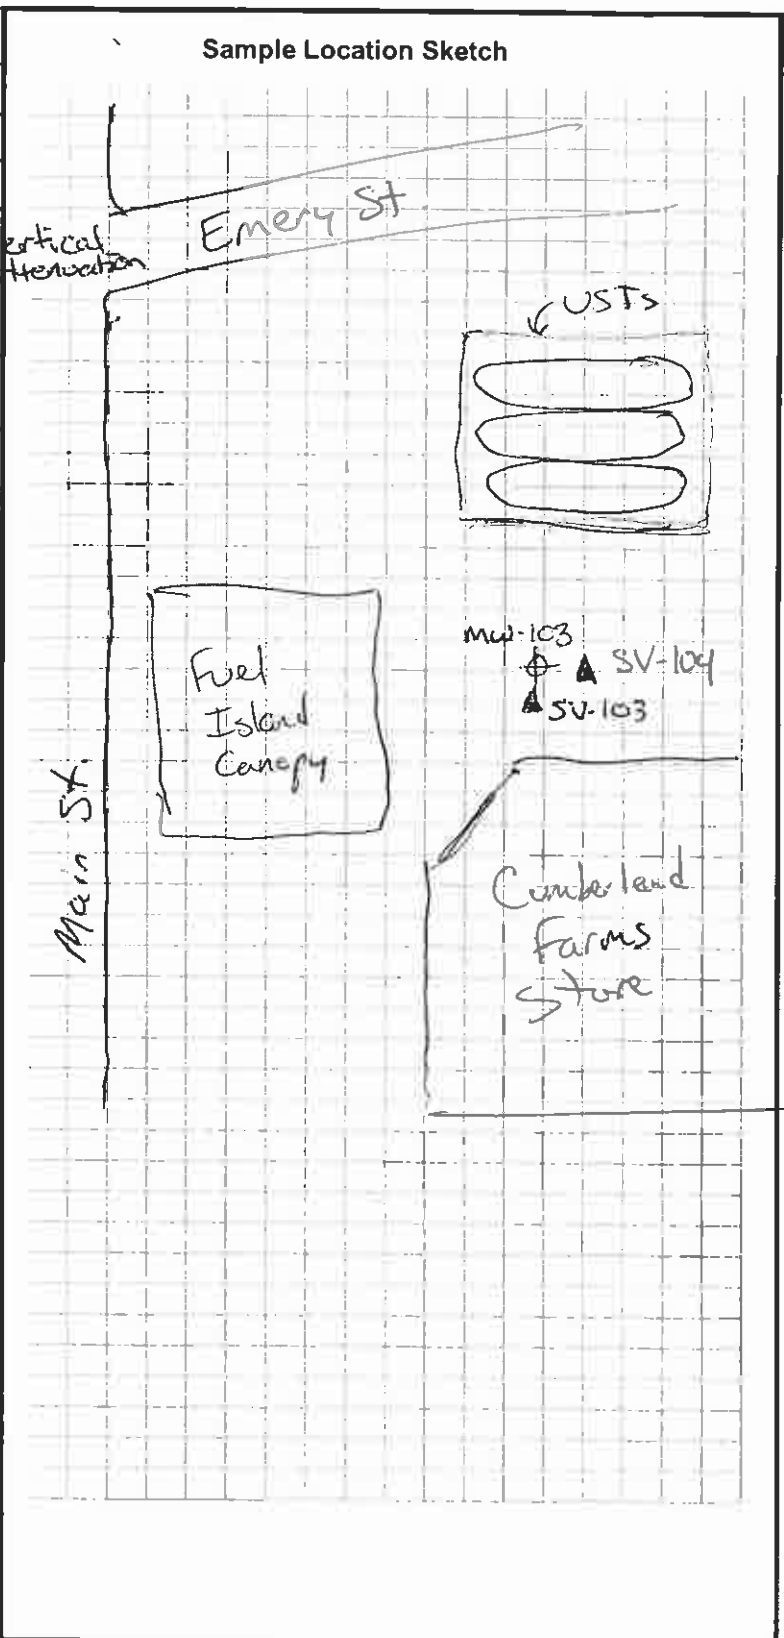 Sample Location Sketch
Emery St.
ertical
ttenuation
USTs
MW-103
SV-104
SV-103
Fuel
Island
Canopy
Main St.
Cumberland
Farms
Store